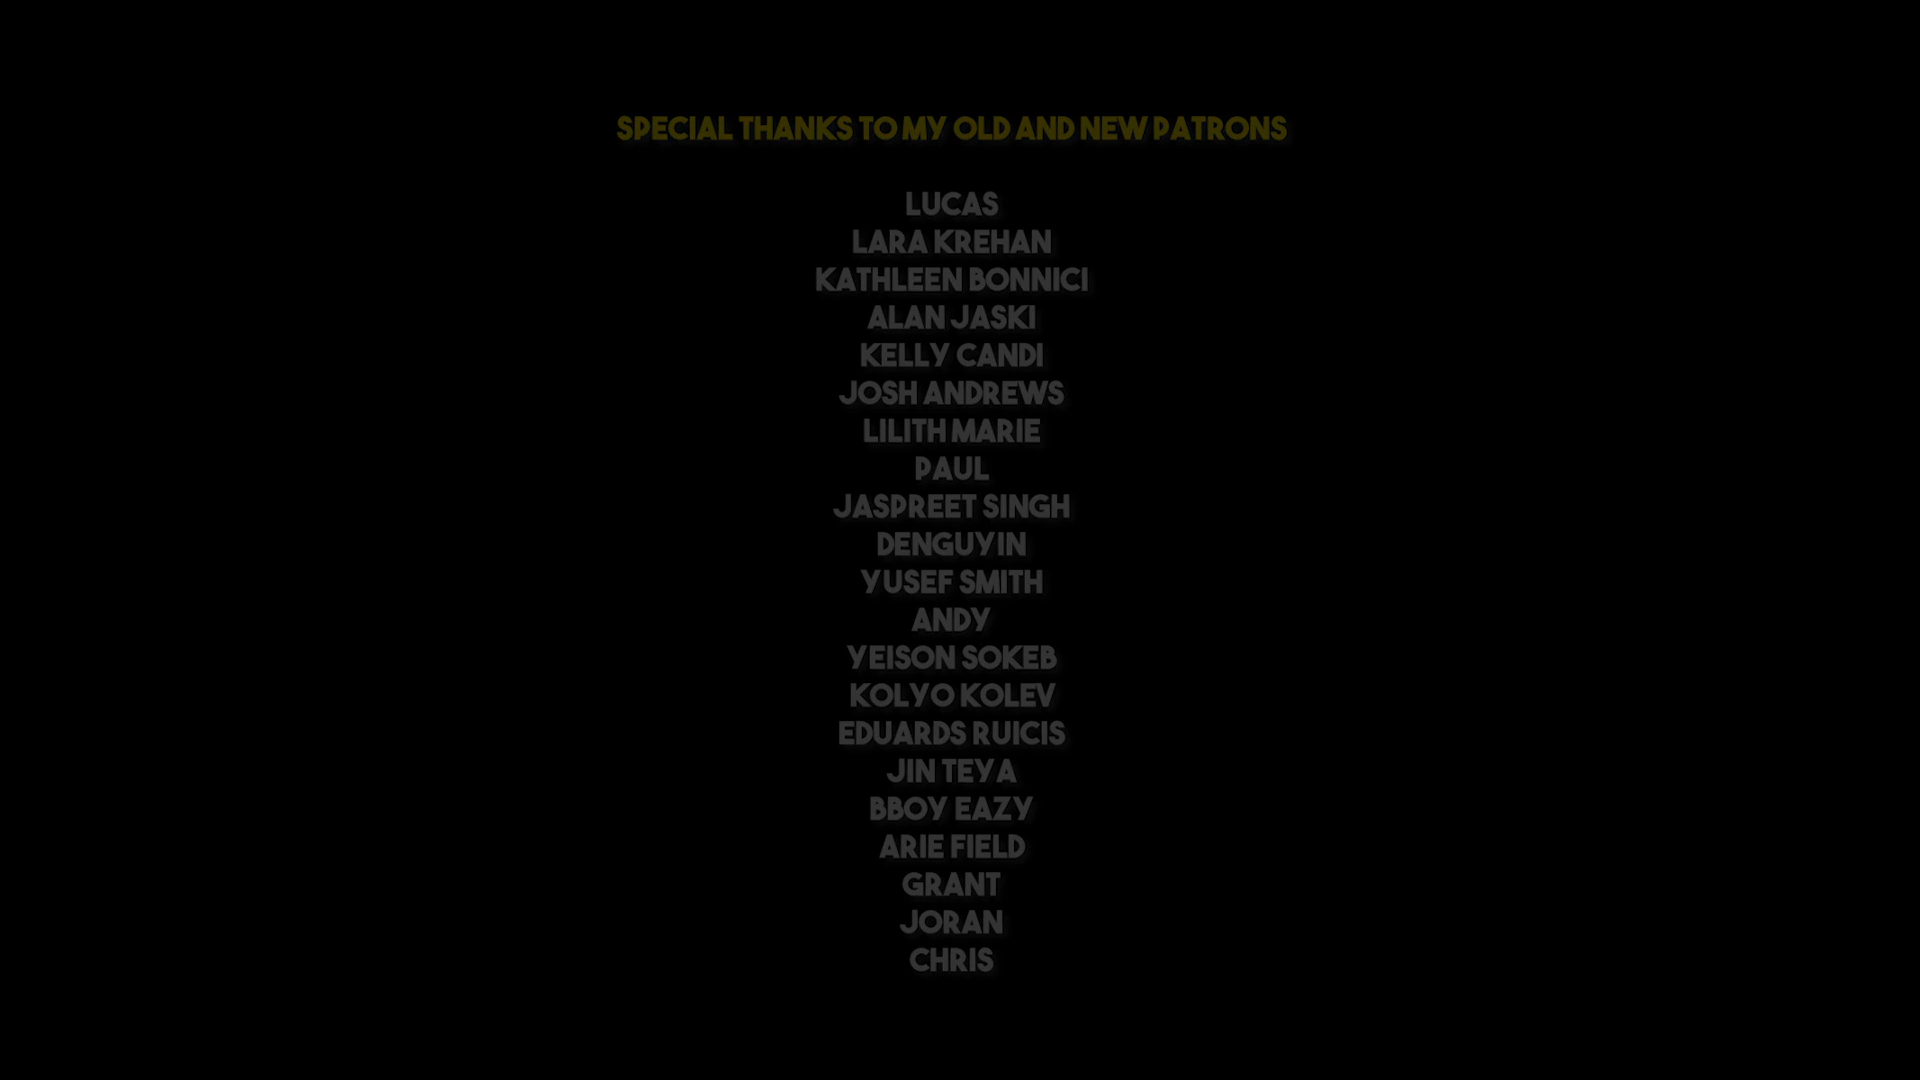 SPECIAL THANKS TO MY OLD AND NEW PATRONS
LUCAS
LARA KREHAN
KATHLEEN BONNICI
ALAN JASKI
KELLY CANDI
JOSH ANDREWS
LILITH MARIE
PAUL
JASPREET SINGH
DENGUYIN
YUSEF SMITH
ANDY
YEISON SOKEB
KOLYO KOLEV
EDUARDS RUICIS
JIN TEYA
BBOY EAZY
ARIE FIELD
GRANT
JORAN
CHRIS